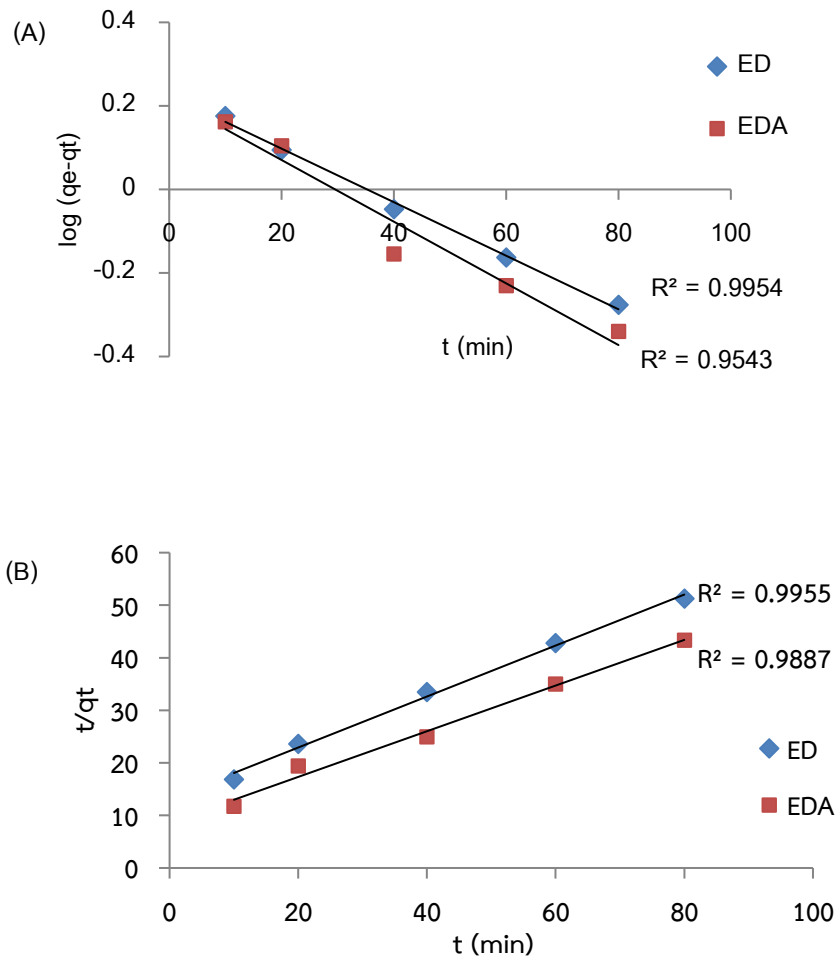 (A)
0.4
0.2
0
-0.2
-0.4
log (qe-qt)
0 20 40 60 80 100
t (min)
ED
EDA
R² = 0.9954
R² = 0.9543
(B)
60
50
40
30
20
10
0
t/qt
0 20 40 60 80 100
t (min)
R² = 0.9955
R² = 0.9887
ED
EDA